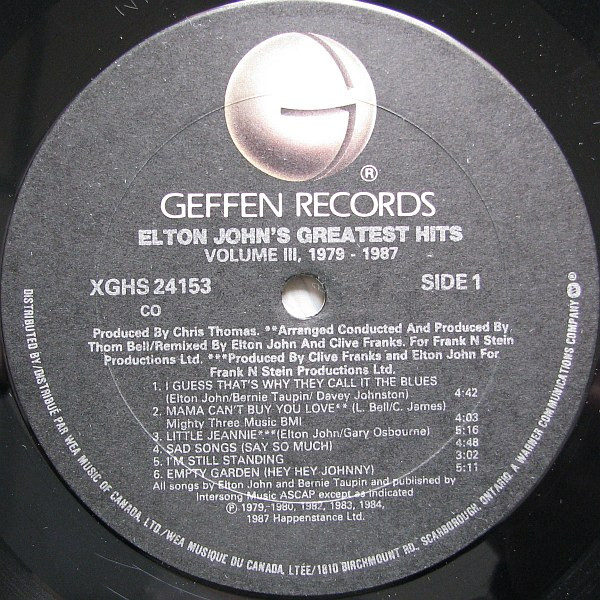 G
®
GEFFEN RECORDS
ELTON JOHN'S GREATEST HITS
VOLUME III, 1979 - 1987
XGHS 24153
SIDE 1
CO
Produced By Chris Thomas. **Arranged Conducted And Produced By
Thom Bell/Remixed By Elton John And Clive Franks. For Frank N Stein
Productions Ltd. ***Produced By Clive Franks and Elton John For
Frank N Stein Productions Ltd.
1. I GUESS THAT'S WHY THEY CALL IT THE BLUES
(Elton John/Bernie Taupin/ Davey Johnston) 4:42
2. MAMA CAN'T BUY YOU LOVE** (L. Bell/C. James)
Mighty Three Music BMI 4:03
3. LITTLE JEANNIE***(Elton John/Gary Osbourne) 5:16
4. SAD SONGS (SAY SO MUCH) 4:48
5. I'M STILL STANDING 3:02
6. EMPTY GARDEN (HEY HEY JOHNNY) 5:11
All songs by Elton John and Bernie Taupin and published by
Intersong Music ASCAP except as indicated
Ⓟ 1979, 1980, 1982, 1983, 1984,
1987 Happenstance Ltd.
DISTRIBUTED BY/DISTRIBUÉ PAR WEA MUSIC OF CANADA, LTD./WEA MUSIQUE DU CANADA, LTÉE/1810 BIRCHMOUNT RD., SCARBOROUGH, ONTARIO. A WARNER COMMUNICATIONS COMPANY